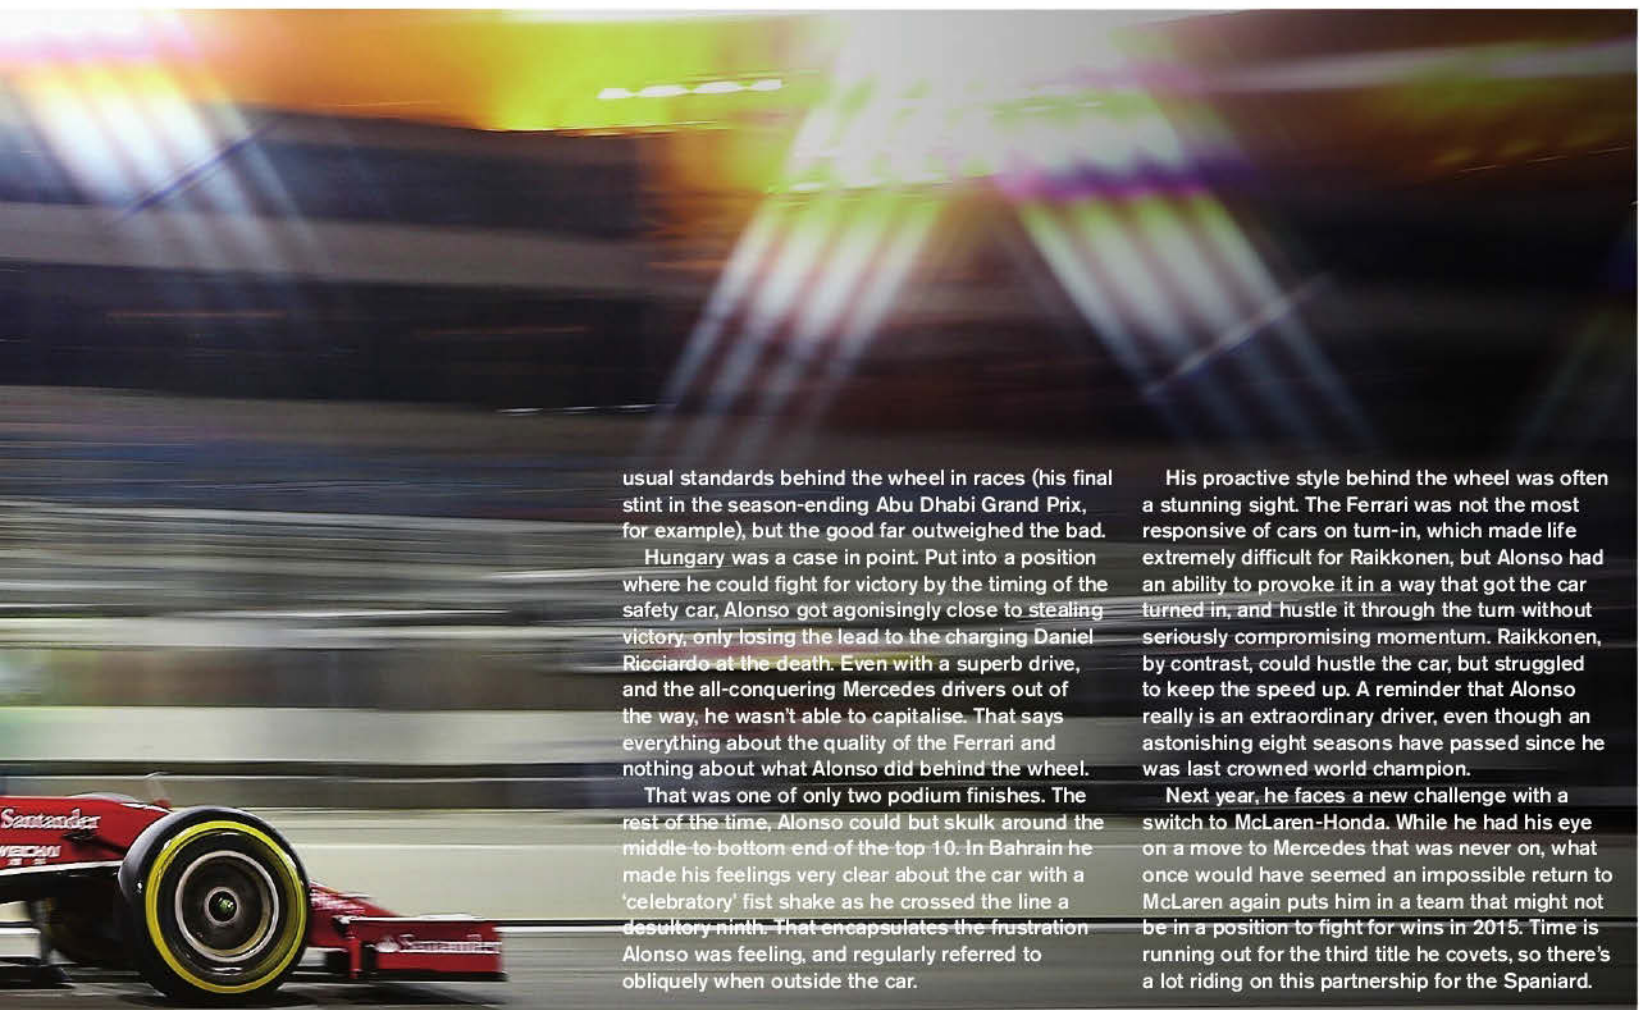 usual standards behind the wheel in races (his final
stint in the season-ending Abu Dhabi Grand Prix,
for example), but the good far outweighed the bad.
Hungary was a case in point. Put into a position
where he could fight for victory by the timing of the
safety car, Alonso got agonisingly close to stealing
victory, only losing the lead to the charging Daniel
Ricciardo at the death. Even with a superb drive,
and the all-conquering Mercedes drivers out of
the way, he wasn't able to capitalise. That says
everything about the quality of the Ferrari and
nothing about what Alonso did behind the wheel.
That was one of only two podium finishes. The
rest of the time, Alonso could but skulk around the
middle to bottom end of the top 10. In Bahrain he
made his feelings very clear about the car with a
'celebratory' fist shake as he crossed the line a
desultory ninth. That encapsulates the frustration
Alonso was feeling, and regularly referred to
obliquely when outside the car.
His proactive style behind the wheel was often
a stunning sight. The Ferrari was not the most
responsive of cars on turn-in, which made life
extremely difficult for Raikkonen, but Alonso had
an ability to provoke it in a way that got the car
turned in, and hustle it through the turn without
seriously compromising momentum. Raikkonen,
by contrast, could hustle the car, but struggled
to keep the speed up. A reminder that Alonso
really is an extraordinary driver, even though an
astonishing eight seasons have passed since he
was last crowned world champion.
Next year, he faces a new challenge with a
switch to McLaren-Honda. While he had his eye
on a move to Mercedes that was never on, what
once would have seemed an impossible return to
McLaren again puts him in a team that might not
be in a position to fight for wins in 2015. Time is
running out for the third title he covets, so there's
a lot riding on this partnership for the Spaniard.
Santander
WEICHAI
Santander